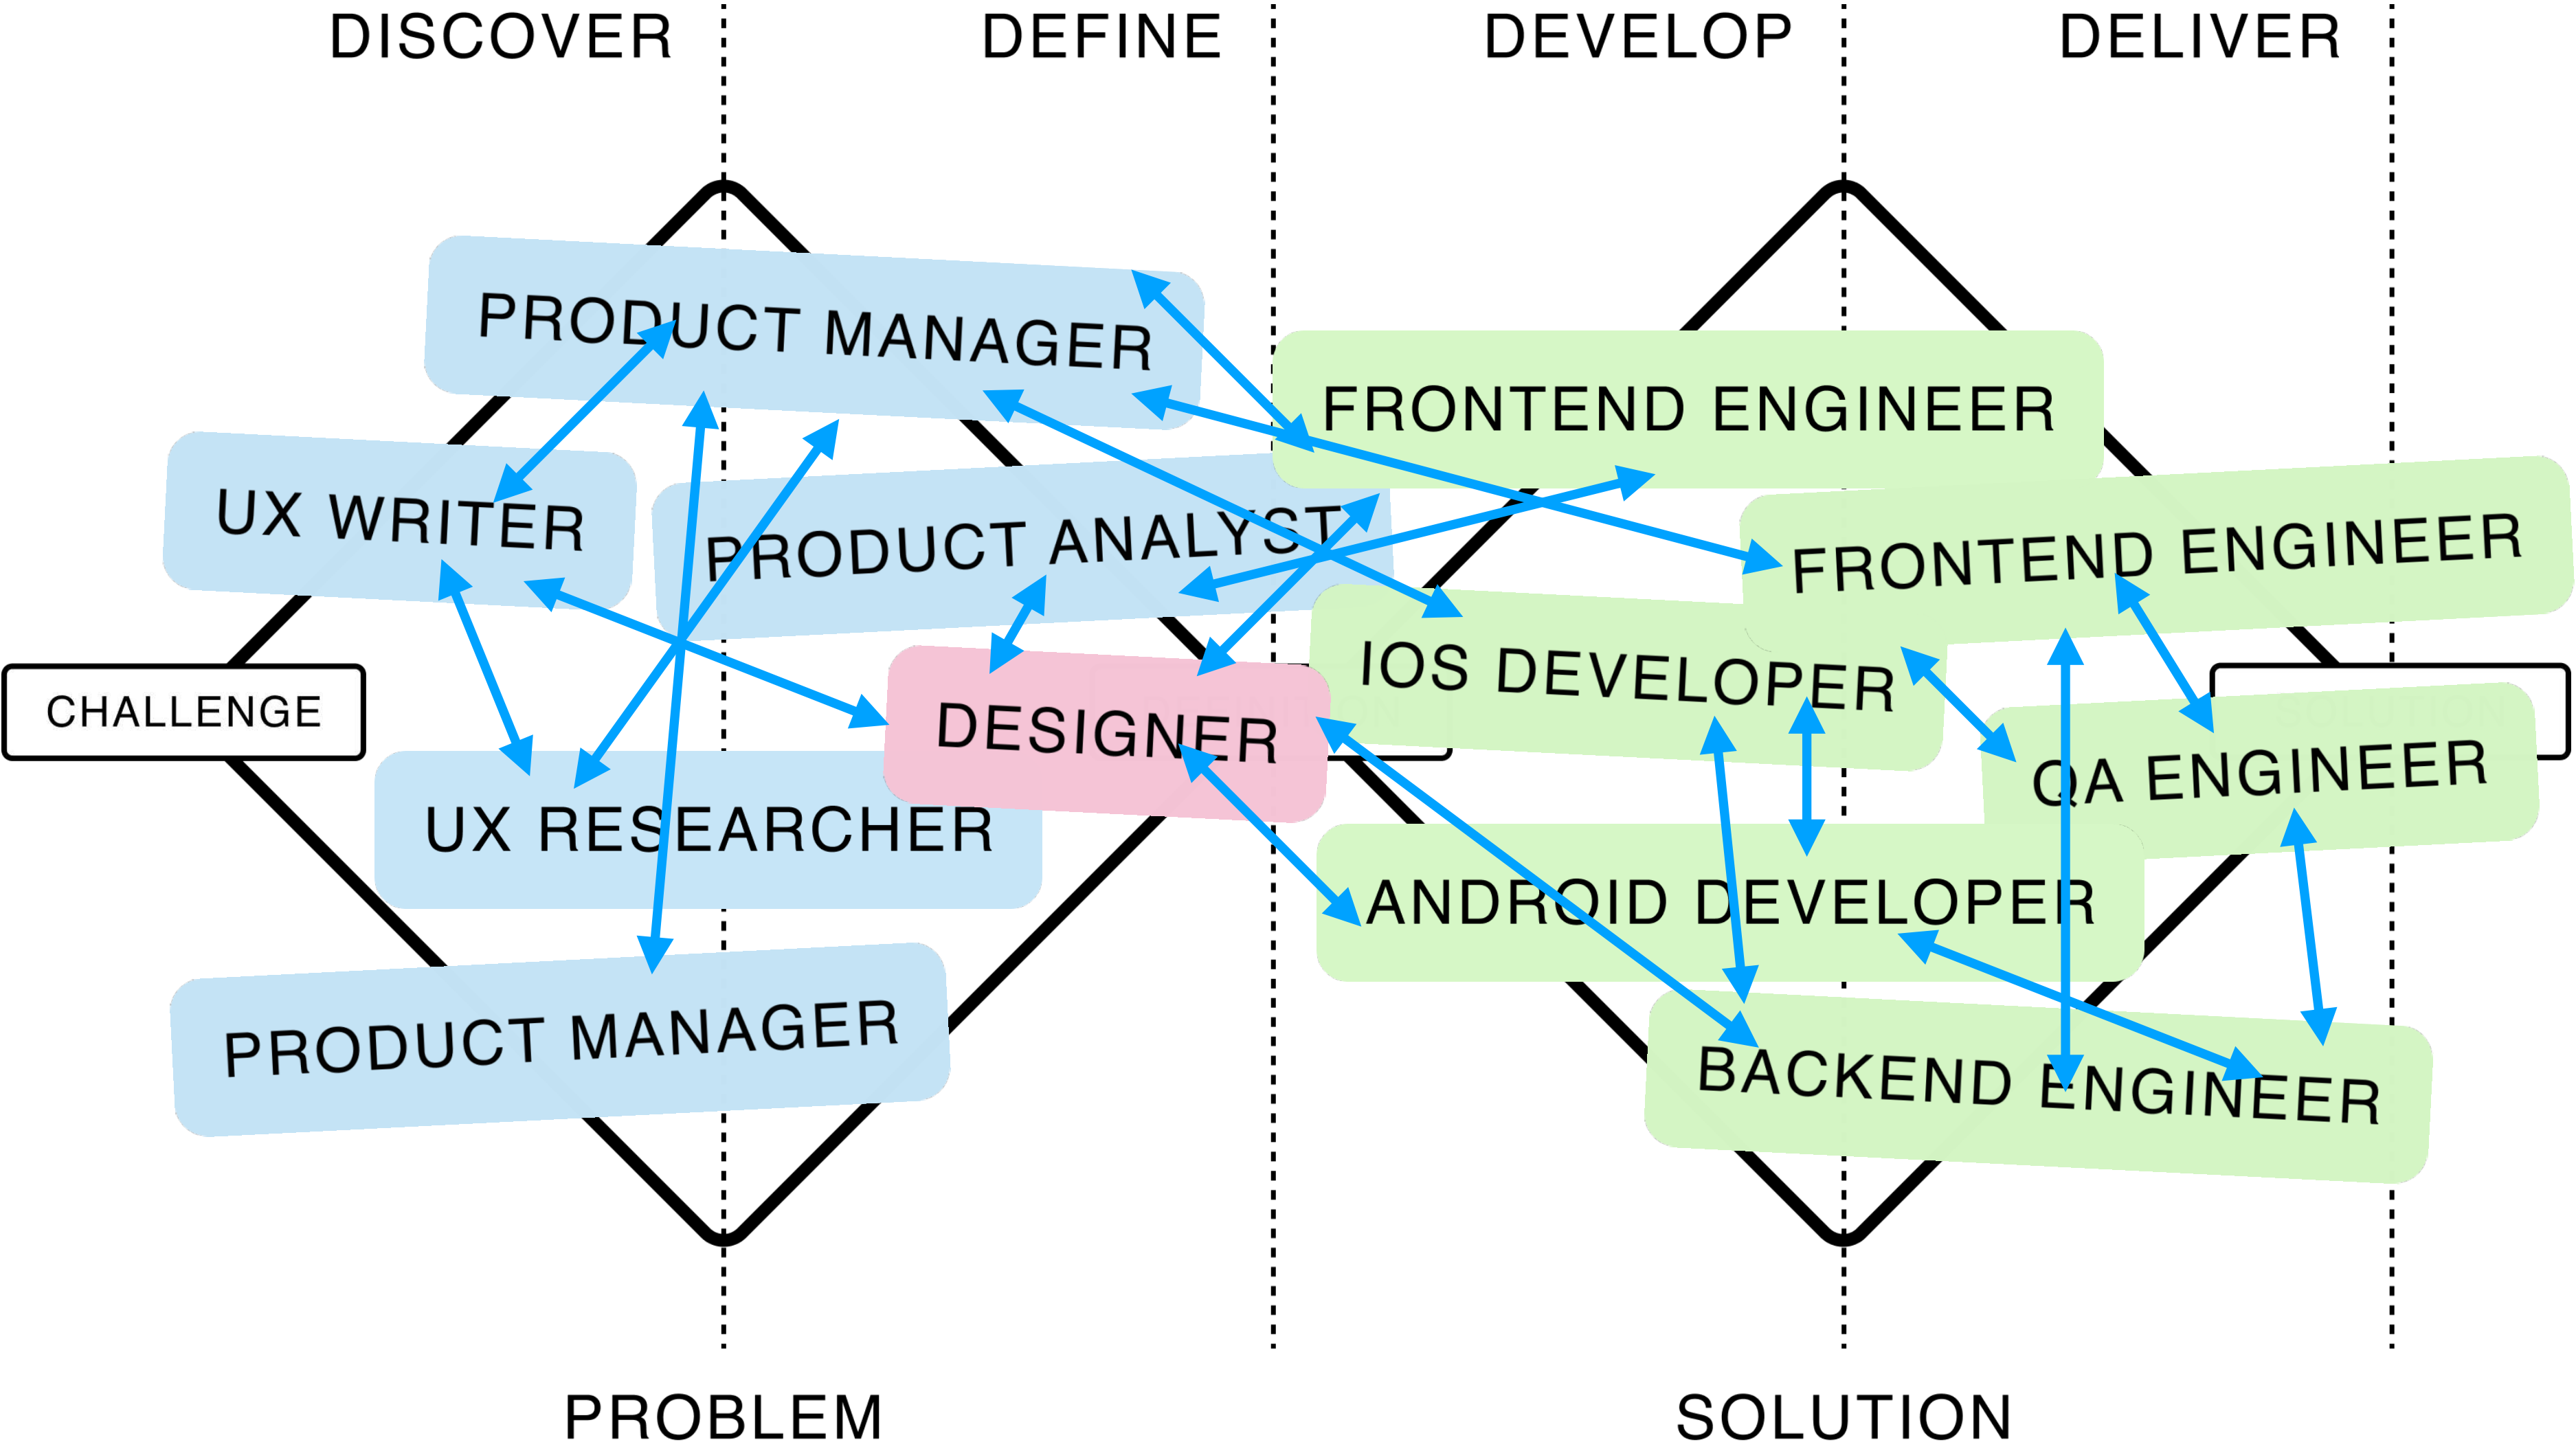 DISCOVER
DEFINE
DEVELOP
DELIVER
PRODUCT MANAGER
FRONTEND ENGINEER
UX WRITER
PRODUCT ANALYST
FRONTEND ENGINEER
IOS DEVELOPER
CHALLENGE
DESIGNER
QA ENGINEER
UX RESEARCHER
ANDROID DEVELOPER
PRODUCT MANAGER
BACKEND ENGINEER
PROBLEM
SOLUTION